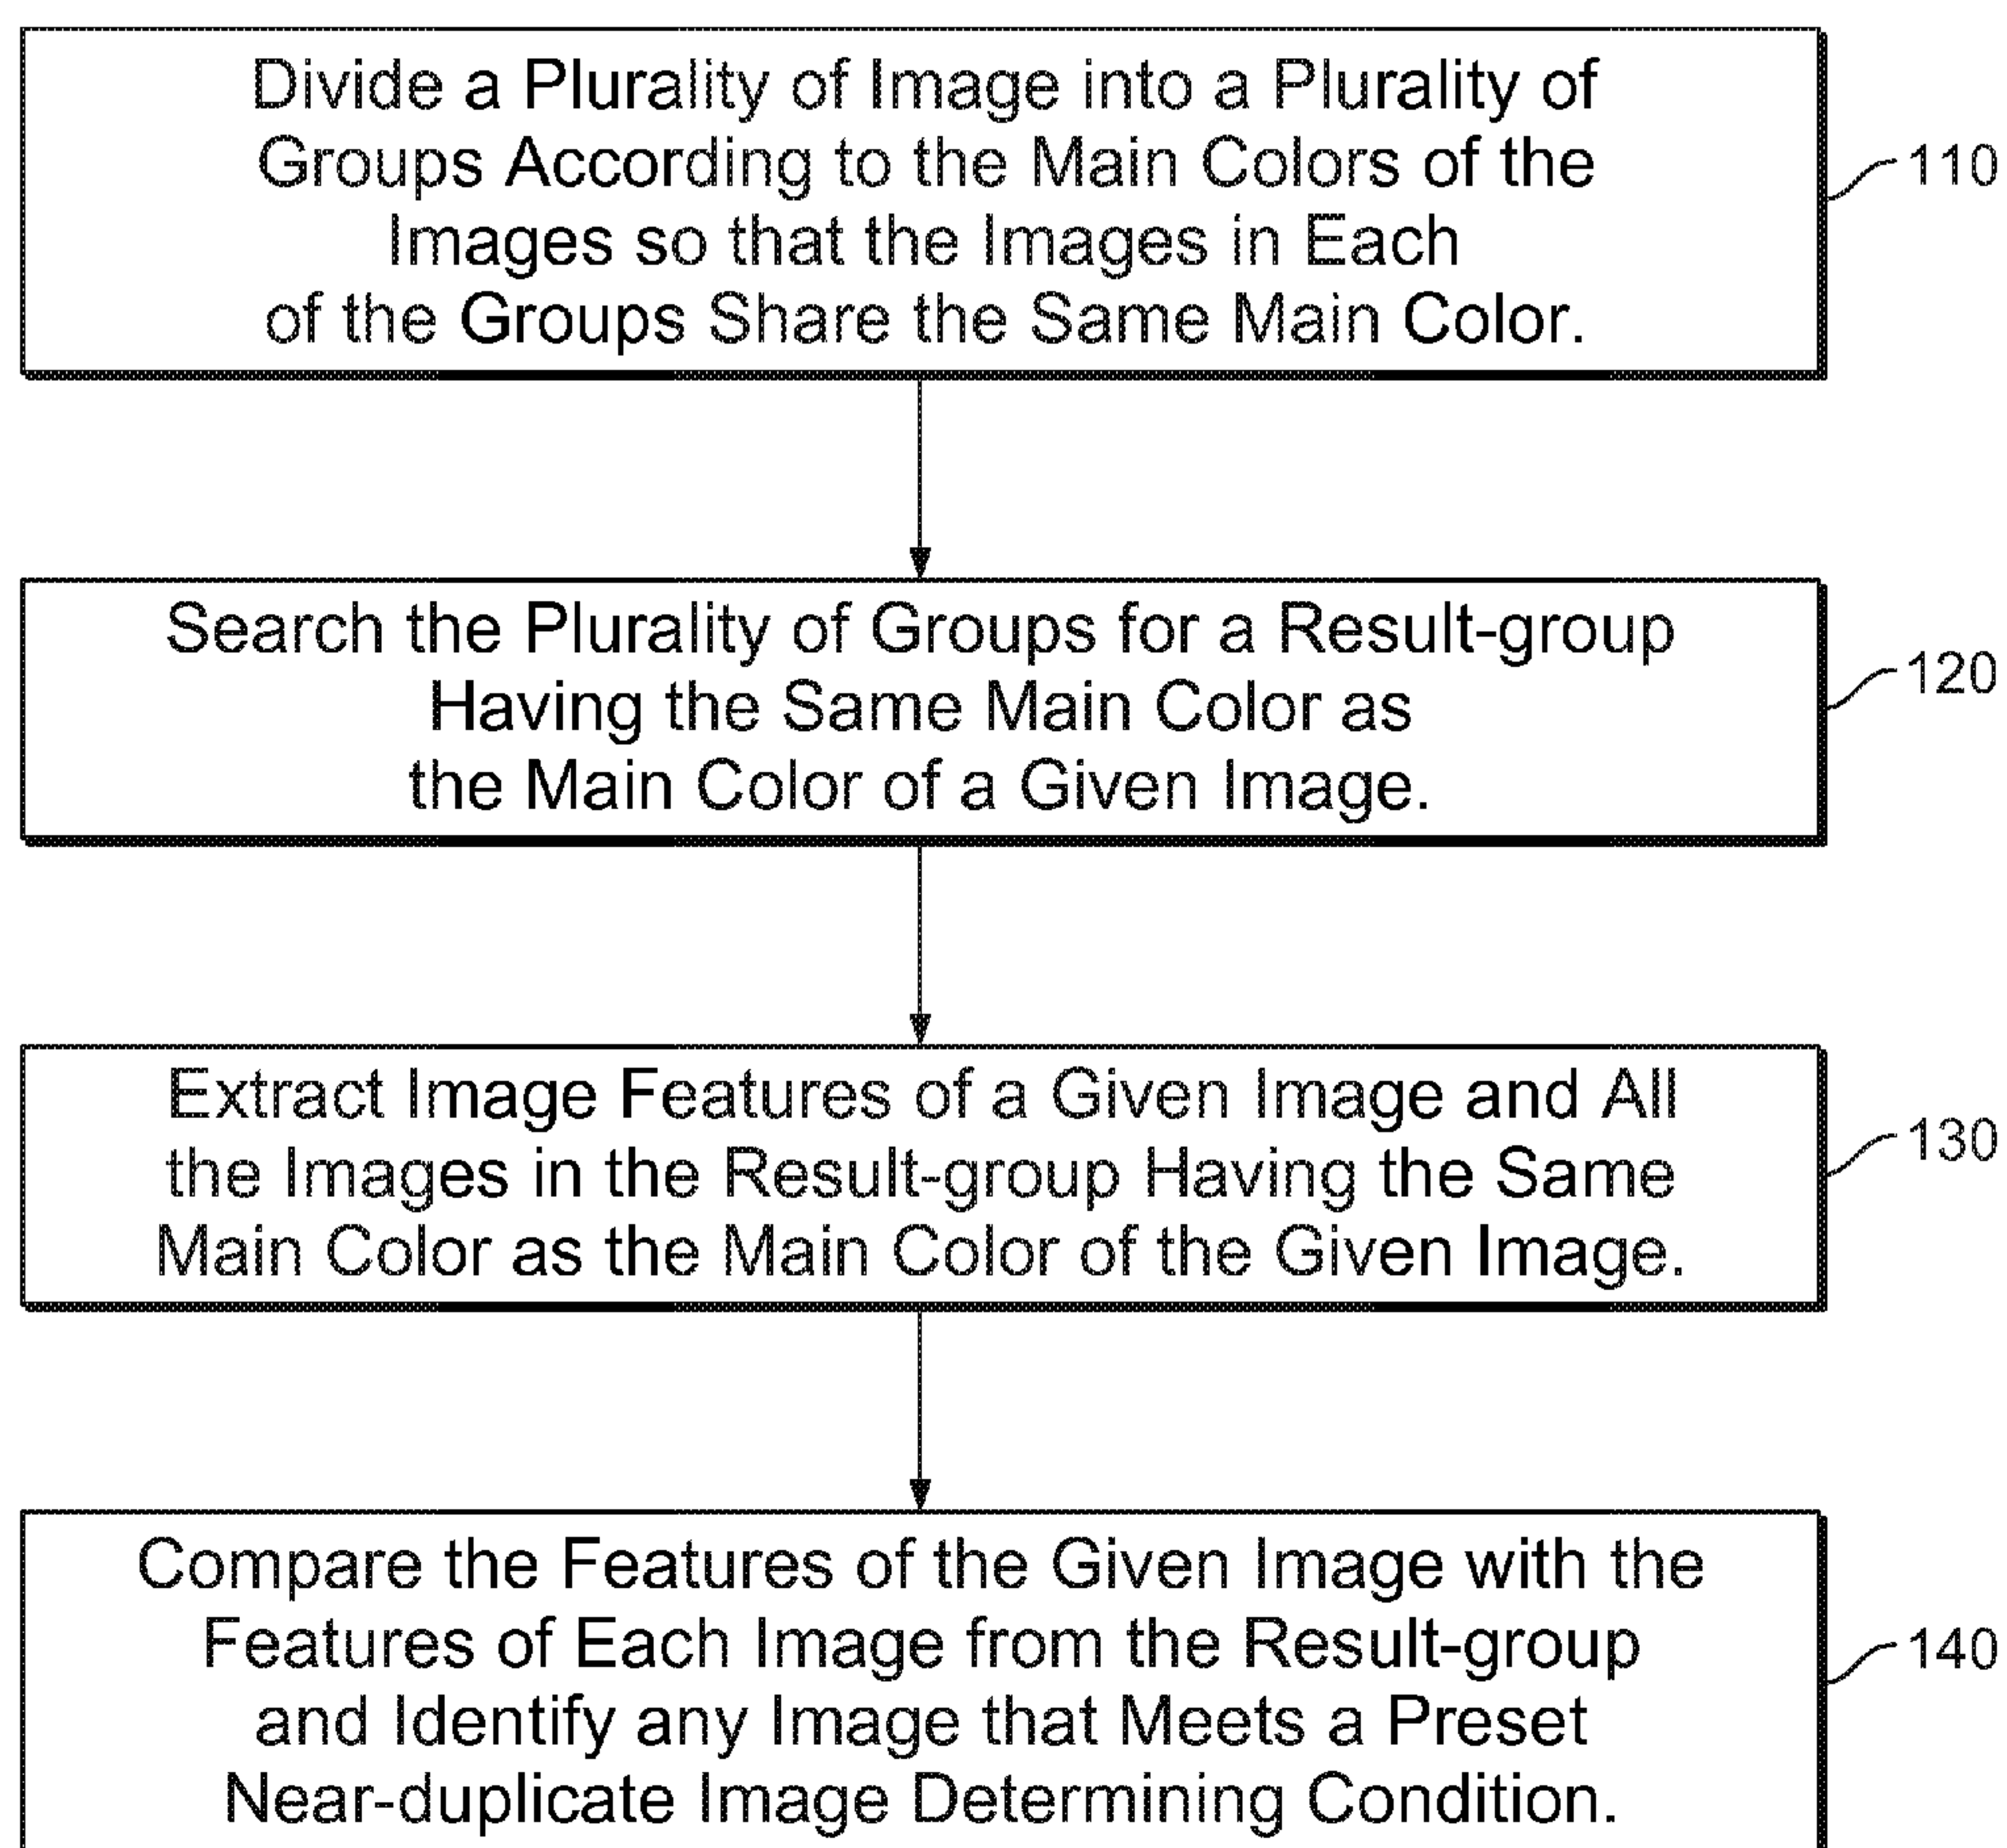 Divide a Plurality of Image into a Plurality of
Groups According to the Main Colors of the
Images so that the Images in Each
of the Groups Share the Same Main Color.
110
Search the Plurality of Groups for a Result-group
Having the Same Main Color as
the Main Color of a Given Image.
120
Extract Image Features of a Given Image and All
the Images in the Result-group Having the Same
Main Color as the Main Color of the Given Image.
130
Compare the Features of the Given Image with the
Features of Each Image from the Result-group
and Identify any Image that Meets a Preset
Near-duplicate Image Determining Condition.
140